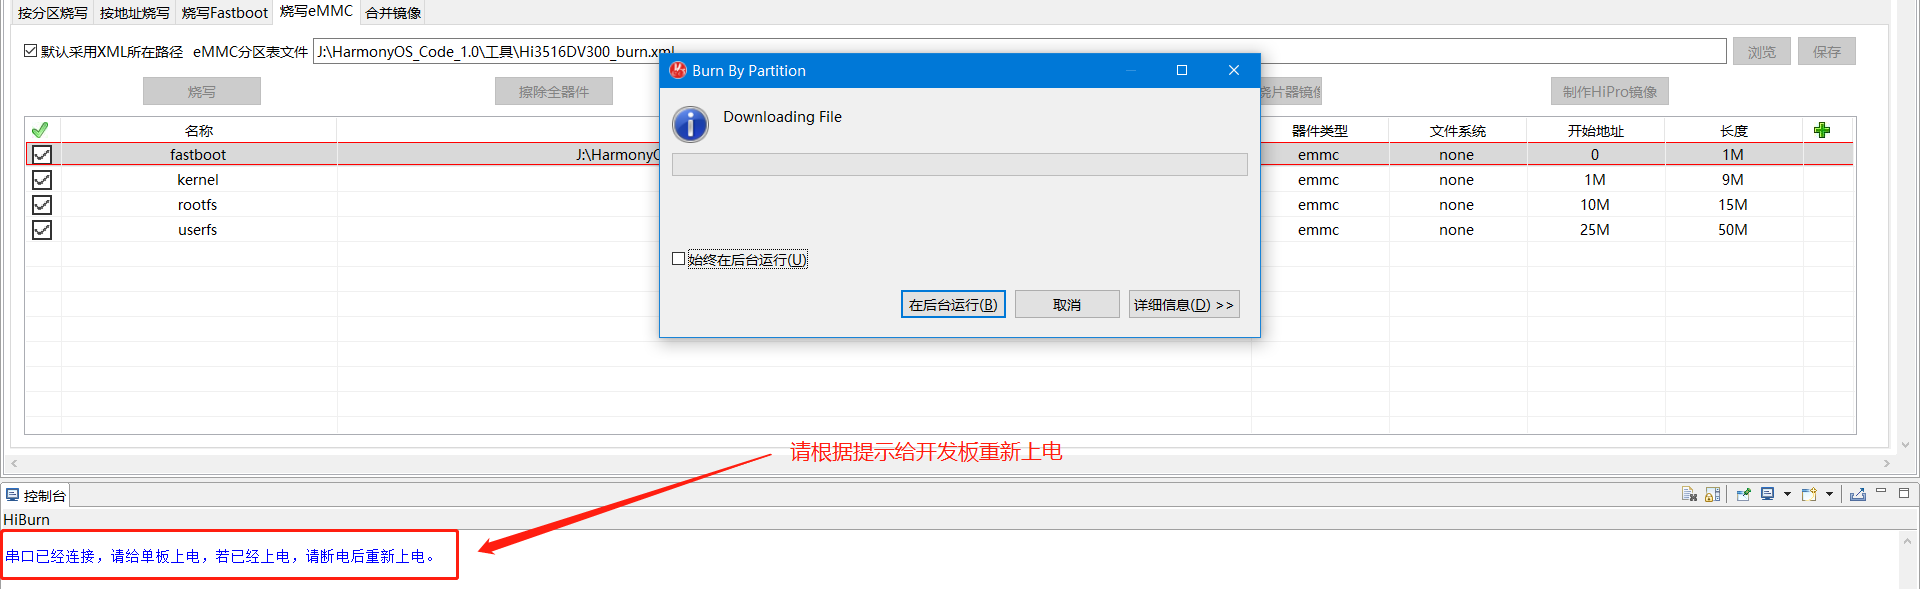 按分区烧写 按地址烧写 烧写Fastboot 烧写eMMC 合并镜像
默认采用XML所在路径 eMMC分区表文件 J:\HarmonyOS_Code_1.0\工具\Hi3516DV300_burn.xml 浏览 保存
Burn By Partition
烧写 擦除全器件 烧片器镜像 制作HiPro镜像
Downloading File
名称 器件类型 文件系统 开始地址 长度
fastboot J:\HarmonyO emmc none 0 1M
kernel emmc none 1M 9M
rootfs emmc none 10M 15M
userfs emmc none 25M 50M
始终在后台运行(U)
在后台运行(B) 取消 详细信息(D) >>
请根据提示给开发板重新上电
控制台
HiBurn
串口已经连接，请给单板上电，若已经上电，请断电后重新上电。